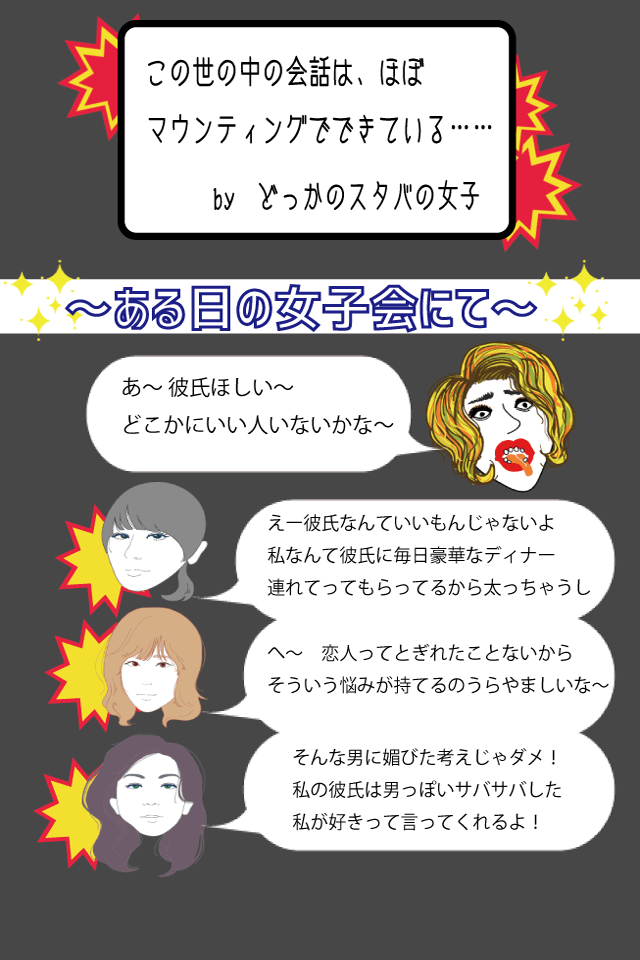 この世の中の会話は、ほぼ
マウンティングでできている……
by　どっかのスタバの女子
～ある日の女子会にて～
あ～ 彼氏ほしい～
どこかにいい人いないかな～
えー彼氏なんていいもんじゃないよ
私なんて彼氏に毎日豪華なディナー
連れてってもらってるから太っちゃうし
へ～　恋人ってとぎれたことないから
そういう悩みが持てるのうらやましいな～
そんな男に媚びた考えじゃダメ！
私の彼氏は男っぽいサバサバした
私が好きって言ってくれるよ！